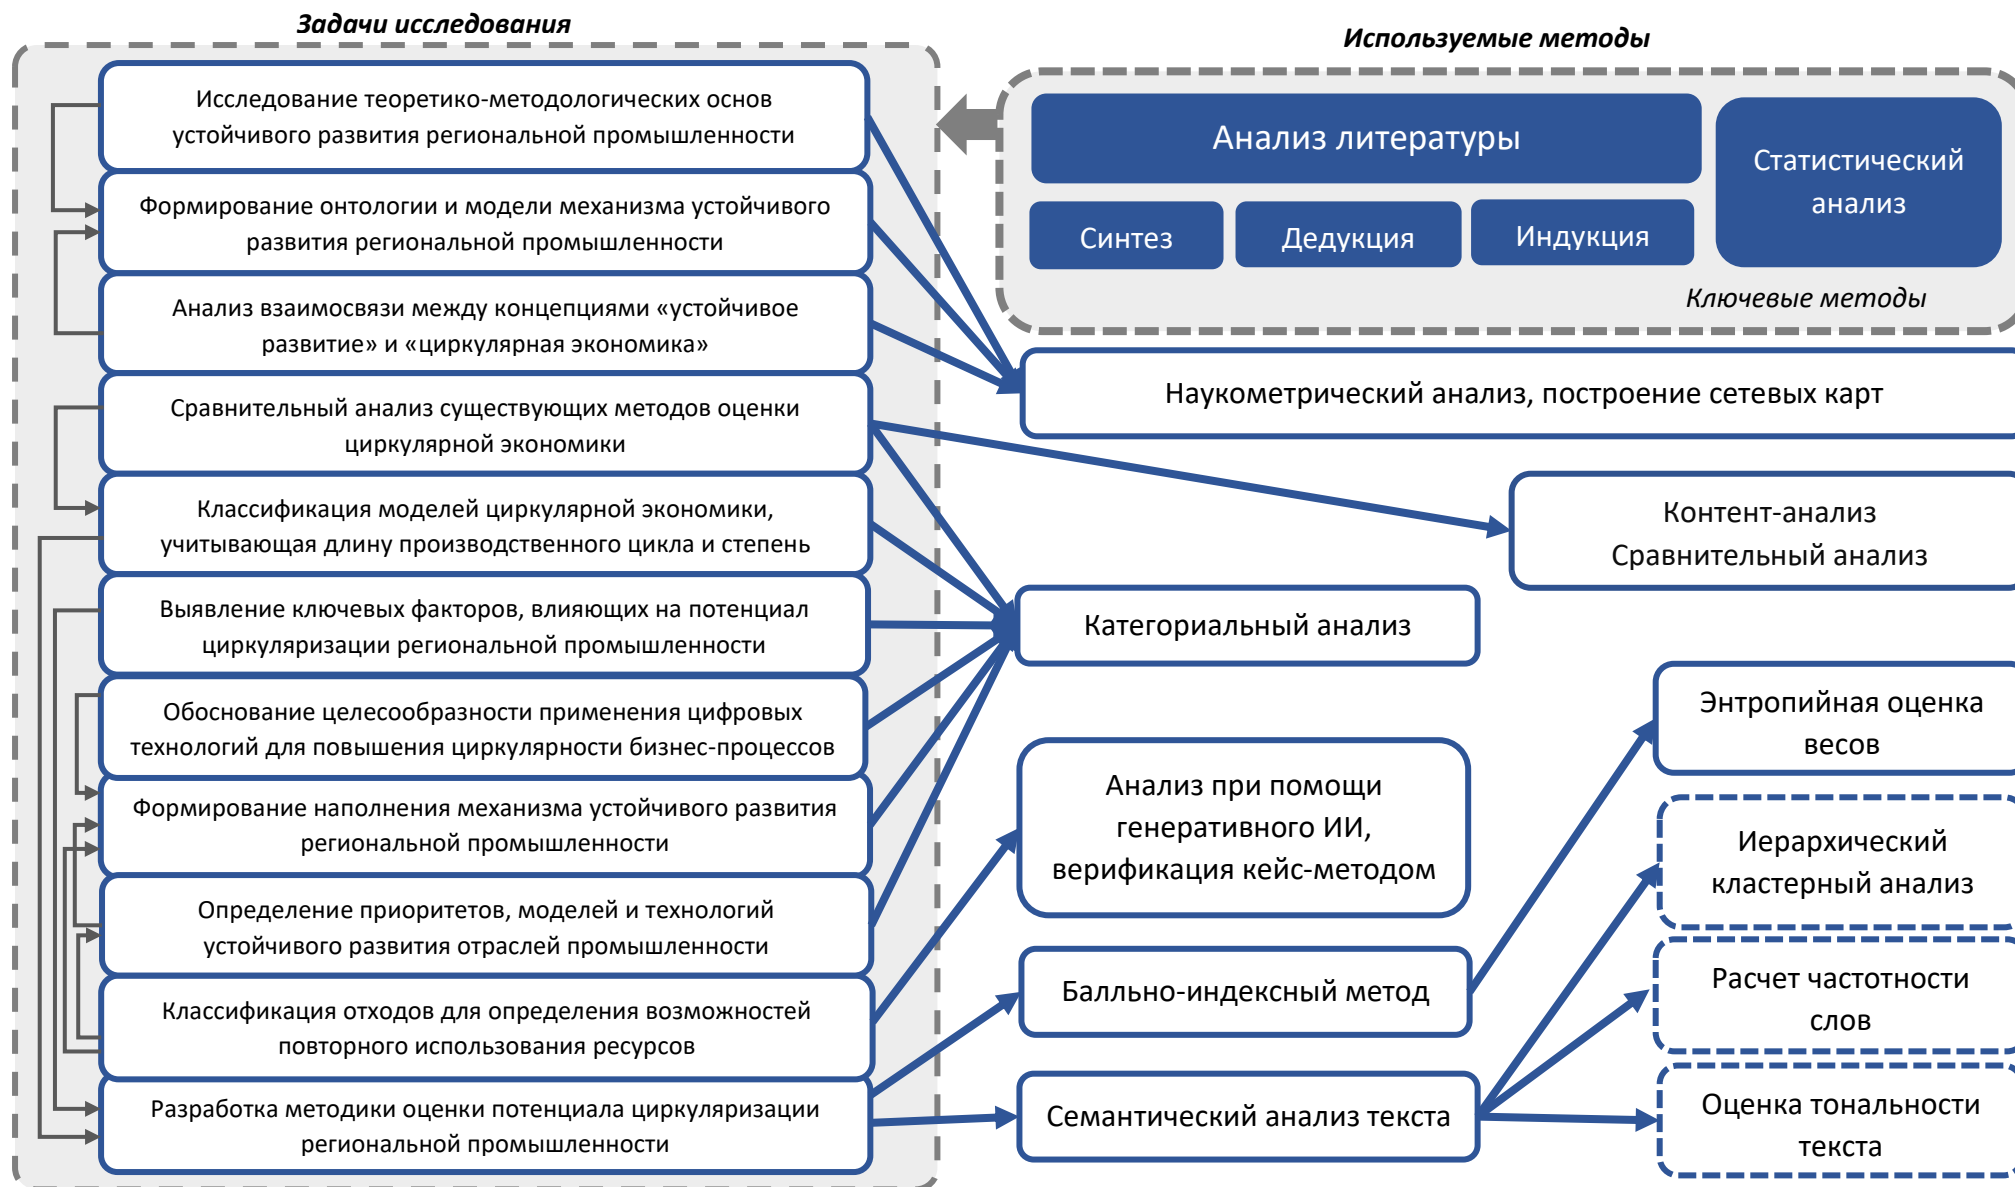 Задачи исследования
Исследование теоретико-методологических основ
устойчивого развития региональной промышленности
Формирование онтологии и модели механизма устойчивого
развития региональной промышленности
Анализ взаимосвязи между концепциями «устойчивое
развитие» и «циркулярная экономика»
Сравнительный анализ существующих методов оценки
циркулярной экономики
Классификация моделей циркулярной экономики,
учитывающая длину производственного цикла и степень
Выявление ключевых факторов, влияющих на потенциал
циркуляризации региональной промышленности
Обоснование целесообразности применения цифровых
технологий для повышения циркулярности бизнес-процессов
Формирование наполнения механизма устойчивого развития
региональной промышленности
Определение приоритетов, моделей и технологий
устойчивого развития отраслей промышленности
Классификация отходов для определения возможностей
повторного использования ресурсов
Разработка методики оценки потенциала циркуляризации
региональной промышленности
Используемые методы
Анализ литературы
Статистический
анализ
Синтез
Дедукция
Индукция
Ключевые методы
Наукометрический анализ, построение сетевых карт
Контент-анализ
Сравнительный анализ
Категориальный анализ
Анализ при помощи
генеративного ИИ,
верификация кейс-методом
Балльно-индексный метод
Семантический анализ текста
Энтропийная оценка
весов
Иерархический
кластерный анализ
Расчет частотности
слов
Оценка тональности
текста